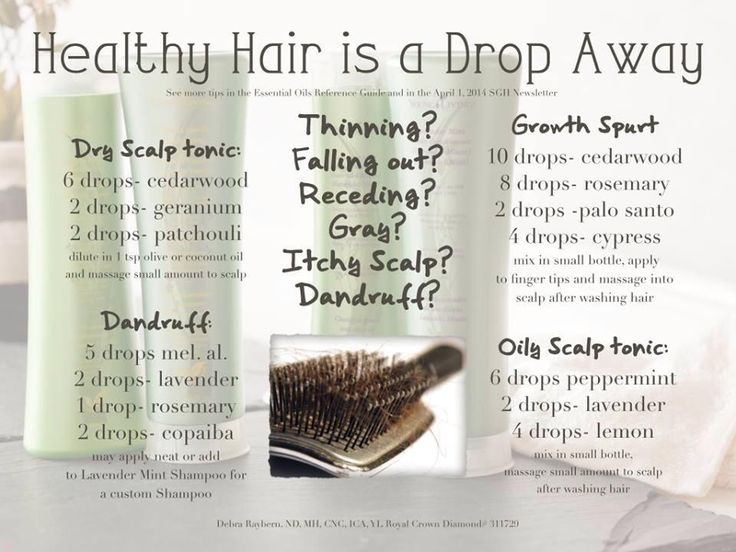 Healthy Hair is a Drop Away
See more tips in the Essential Oils Reference Guide and in the April 1, 2014 SGH Newsletter
Dry Scalp tonic:
6 drops- cedarwood
2 drops- geranium
2 drops- patchouli
dilute in 1 tsp olive or coconut oil
and massage small amount to scalp
Dandruff:
5 drops mel. al.
2 drops- lavender
1 drop- rosemary
2 drops- copaiba
may apply neat or add
to Lavender Mint Shampoo for
a custom Shampoo
Thinning?
Falling out?
Receding?
Gray?
Itchy Scalp?
Dandruff?
Growth Spurt
10 drops- cedarwood
8 drops- rosemary
2 drops -palo santo
4 drops- cypress
mix in small bottle, apply
to finger tips and massage into
scalp after washing hair
Oily Scalp tonic:
6 drops peppermint
2 drops- lavender
4 drops- lemon
mix in small bottle,
massage small amount to scalp
after washing hair
Debra Raybern, ND, MH, CNC, ICA, YL Royal Crown Diamond# 311729